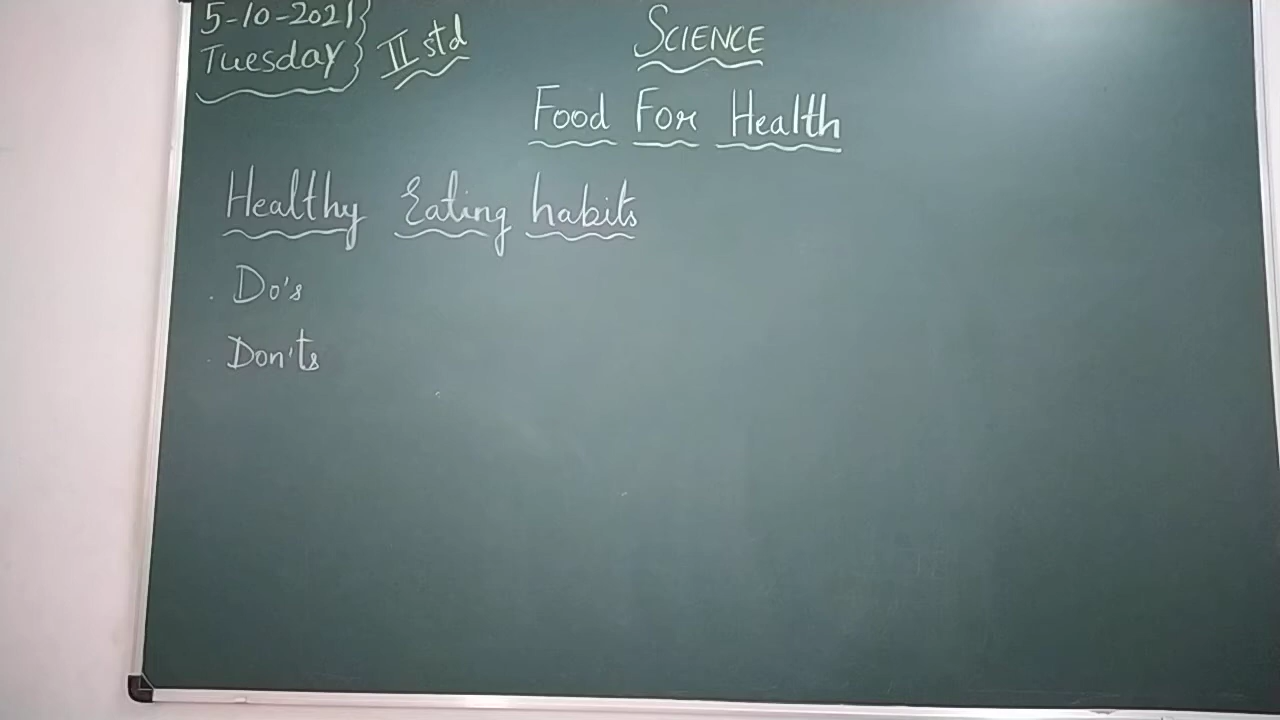 5-10-2021}
Tuesday} II std
SCIENCE
Food For Health
Healthy Eating habits
. Do's
. Don'ts